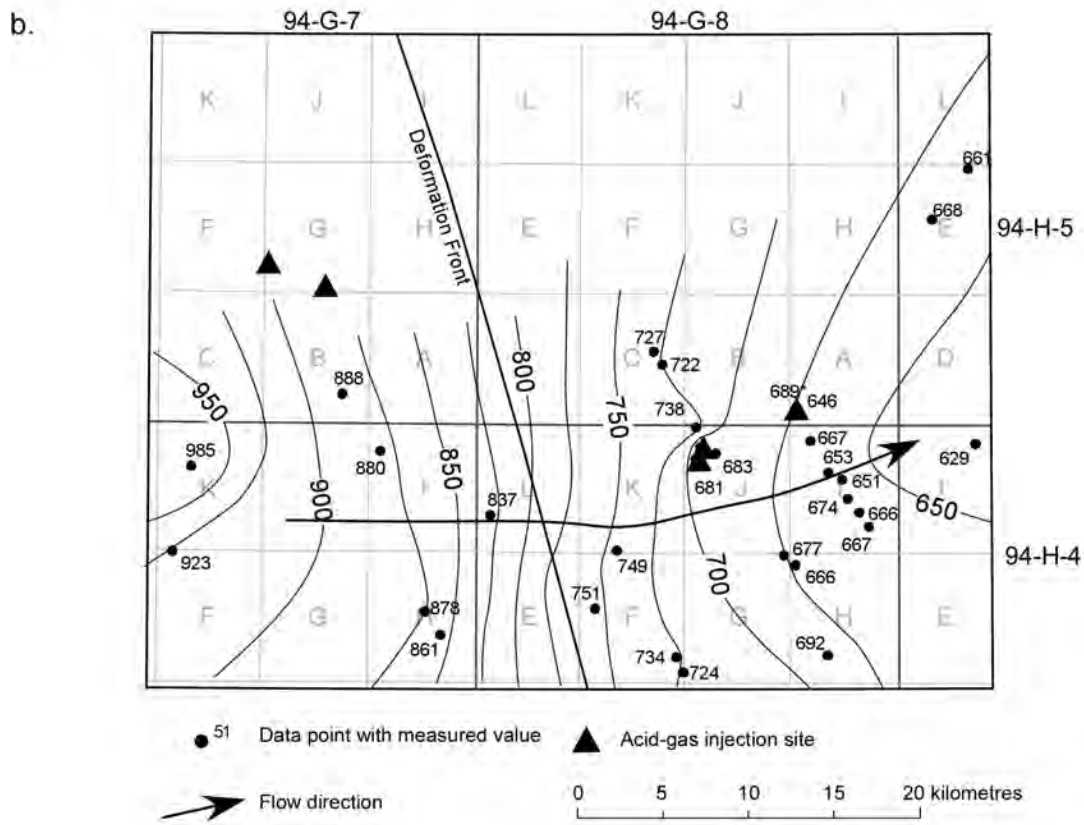 b.
94-G-7 94-G-8
K J I L K J I L
Deformation Front
661
668
F G H E F G H E 94-H-5
727
C B A 800 C 722 B A D
950 888 750 738 689* 646
985 880 850 667 629
683 653
K 900 I L K 681 J 651 I
837 674 666 650
667
923 749 677 94-H-4
666
751 700
F G A 878 E F G H E
861 734 692
724
51 Data point with measured value Acid-gas injection site
Flow direction 0 5 10 15 20 kilometres